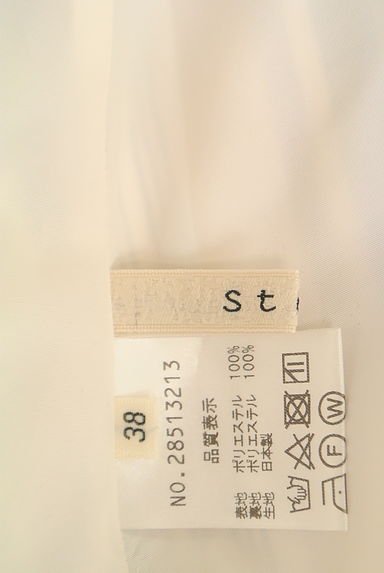 St
38
NO.28513213
品質表示
表地 ポリエステル 100%
裏地 ポリエステル 100%
生地 日本製
F W